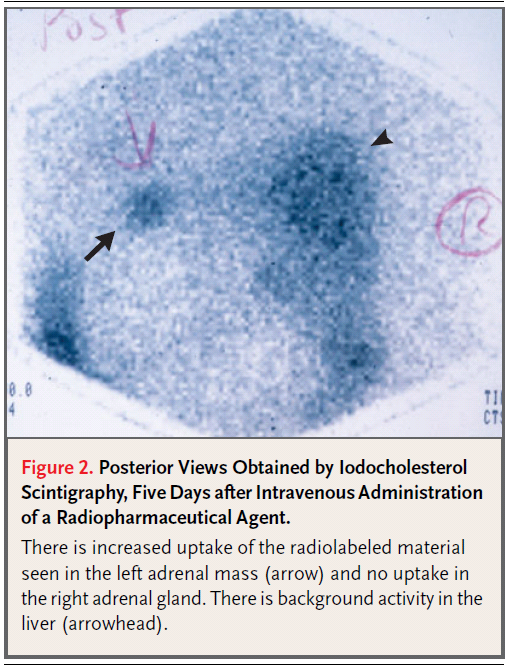 Post
R
0.0
4
TI
CTS
Figure 2. Posterior Views Obtained by Iodocholesterol
Scintigraphy, Five Days after Intravenous Administration
of a Radiopharmaceutical Agent.
There is increased uptake of the radiolabeled material
seen in the left adrenal mass (arrow) and no uptake in
the right adrenal gland. There is background activity in the
liver (arrowhead).